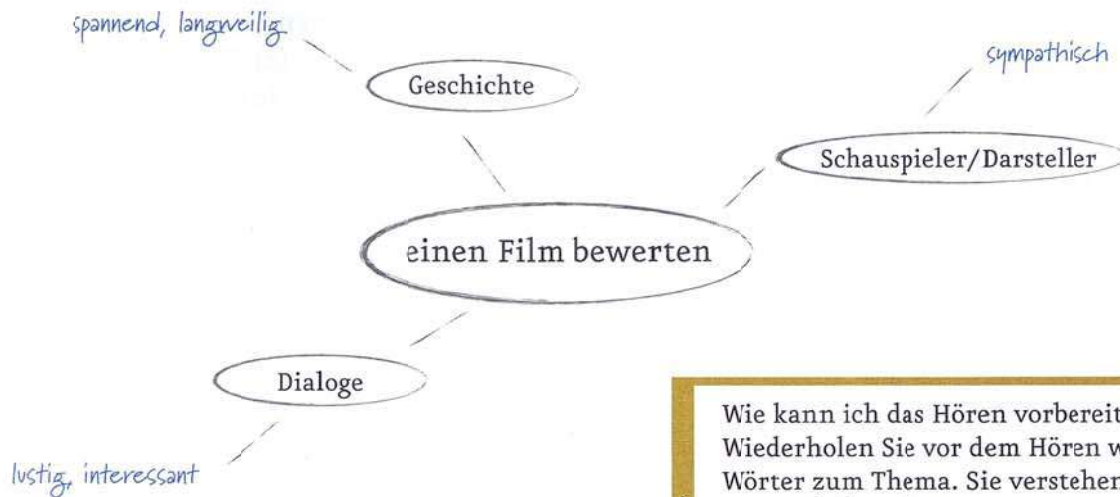 spannend, langweilig
Geschichte
sympathisch
Schauspieler/Darsteller
einen Film bewerten
Dialoge
lustig, interessant
Wie kann ich das Hören
Wiederholen Sie vor dem Hören
Wörter zum Thema. Sie verstehen